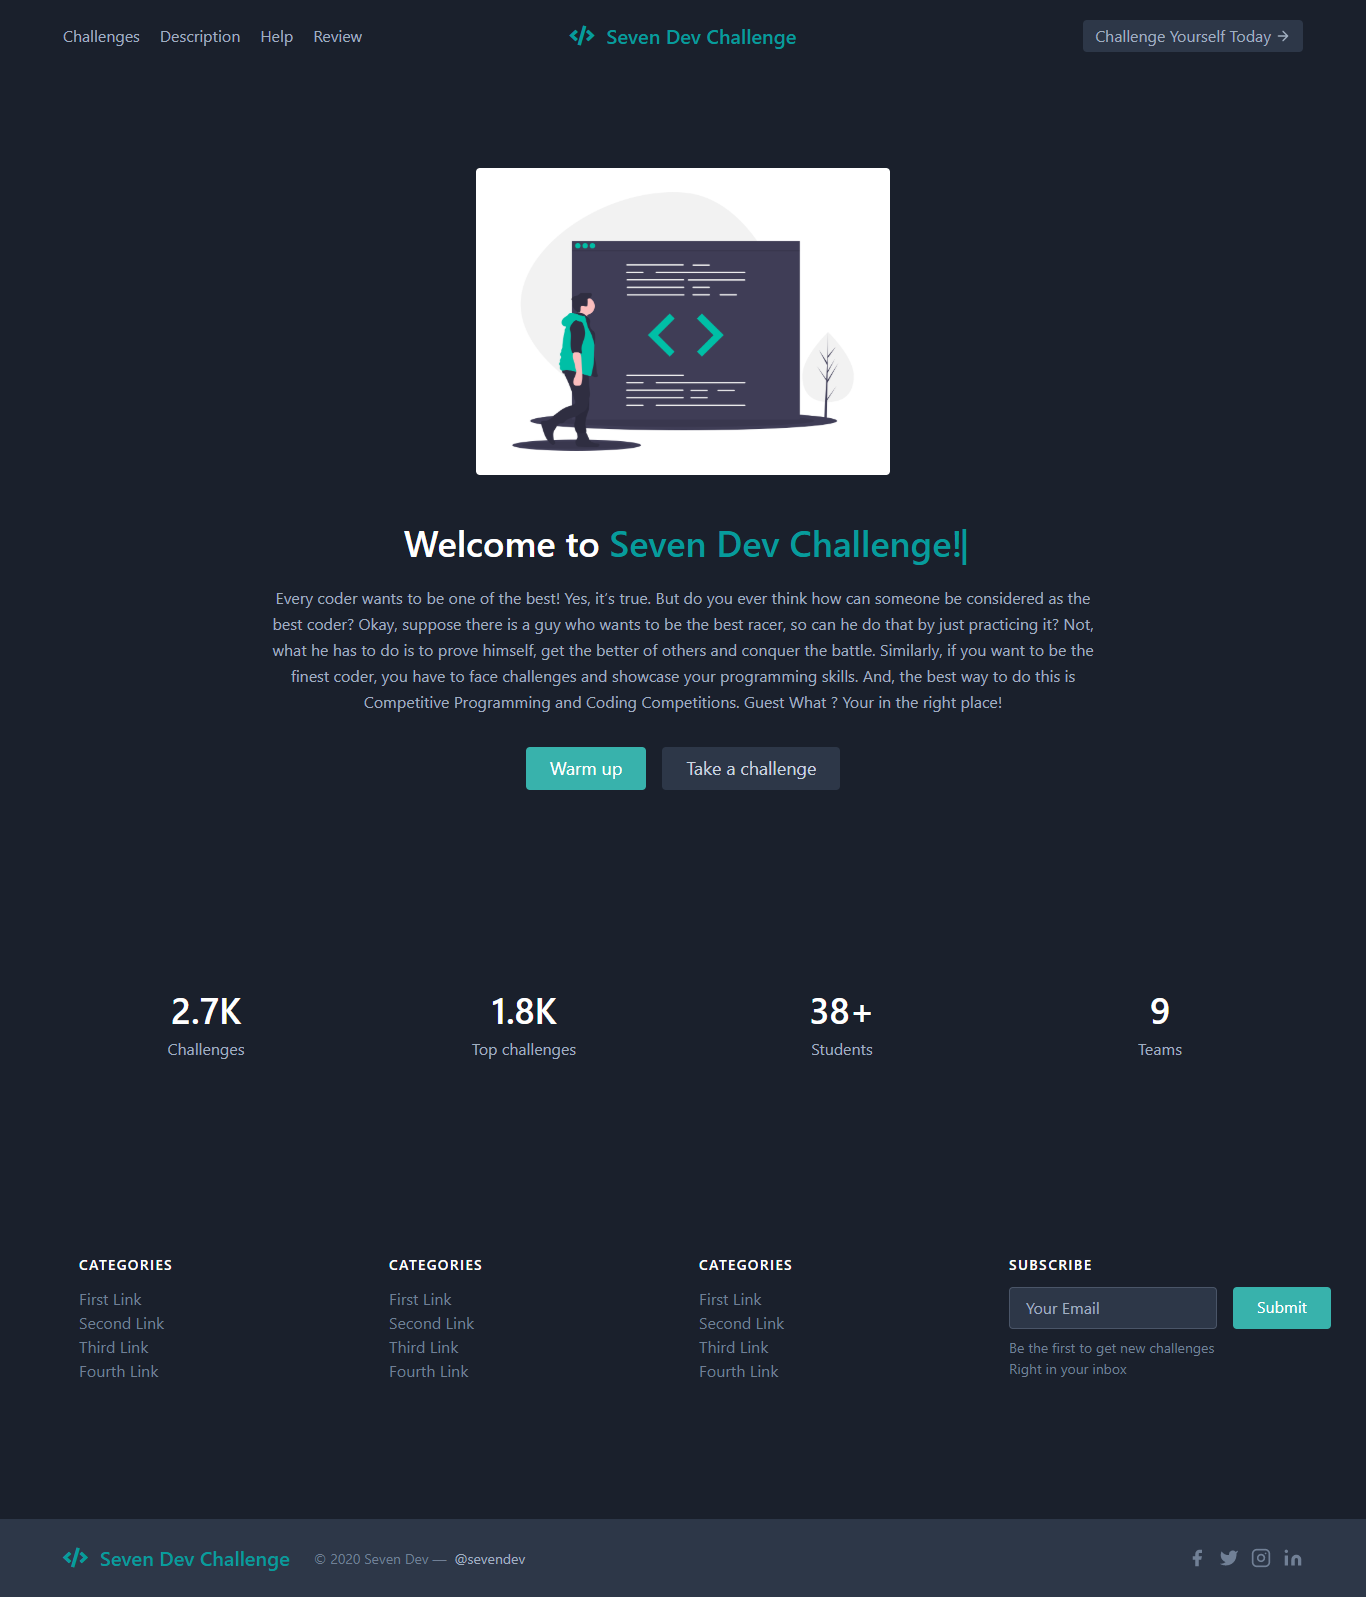 Challenges Description Help Review
Seven Dev Challenge
Challenge Yourself Today →
Welcome to Seven Dev Challenge!|
Every coder wants to be one of the best! Yes, it’s true. But do you ever think how can someone be considered as the
best coder? Okay, suppose there is a guy who wants to be the best racer, so can he do that by just practicing it? Not,
what he has to do is to prove himself, get the better of others and conquer the battle. Similarly, if you want to be the
finest coder, you have to face challenges and showcase your programming skills. And, the best way to do this is
Competitive Programming and Coding Competitions. Guest What ? Your in the right place!
Warm up
Take a challenge
2.7K
Challenges
1.8K
Top challenges
38+
Students
9
Teams
CATEGORIES
First Link
Second Link
Third Link
Fourth Link
CATEGORIES
First Link
Second Link
Third Link
Fourth Link
CATEGORIES
First Link
Second Link
Third Link
Fourth Link
SUBSCRIBE
Your Email
Submit
Be the first to get new challenges
Right in your inbox
Seven Dev Challenge
© 2020 Seven Dev — @sevendev